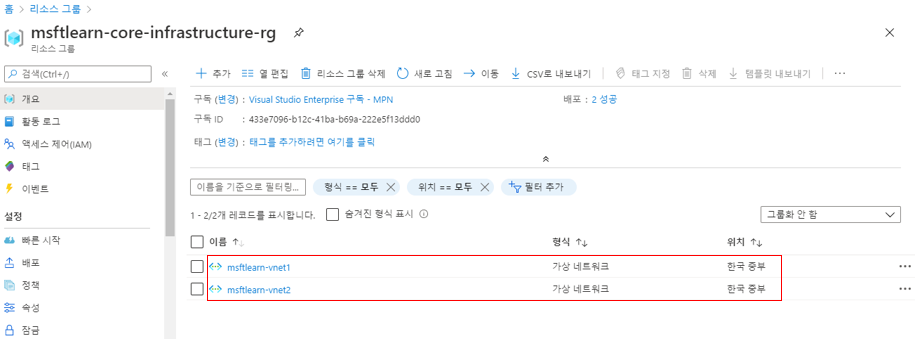 홈 > 리소스 그룹 >
msftlearn-core-infrastructure-rg
리소스 그룹
검색(Ctrl+/)
추가 열 편집 리소스 그룹 삭제 새로 고침 이동 CSV로 내보내기 태그 지정 삭제 템플릿 내보내기 ...
개요
활동 로그
액세스 제어(IAM)
태그
이벤트
설정
빠른 시작
배포
정책
속성
잠금
구독 (변경) : Visual Studio Enterprise 구독 - MPN 배포 : 2 성공
구독 ID : 433e7096-b12c-41ba-b69a-222e5f13ddd0
태그 (변경) : 태그를 추가하려면 여기를 클릭
이름을 기준으로 필터링... 형식 == 모두 위치 == 모두 필터 추가
1 - 2/2개 레코드를 표시합니다. 숨겨진 형식 표시 그룹화 안 함
이름 형식 위치
msftlearn-vnet1 가상 네트워크 한국 중부 ...
msftlearn-vnet2 가상 네트워크 한국 중부 ...